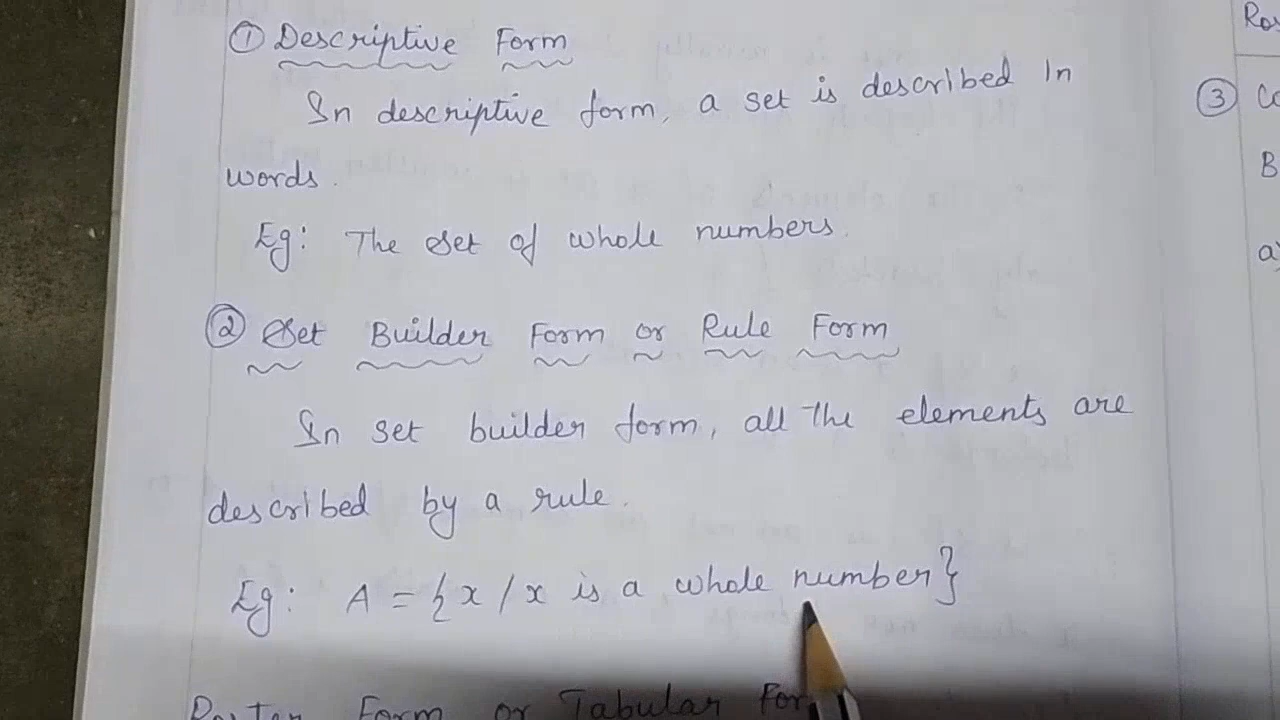 ① Descriptive Form
In descriptive form, a set is described in
words.
Eg: The set of whole numbers.
② Set Builder Form or Rule Form
In set builder form, all the elements are
described by a rule.
Eg: A = {x / x is a whole number}
Roster Form or Tabular For
③
B